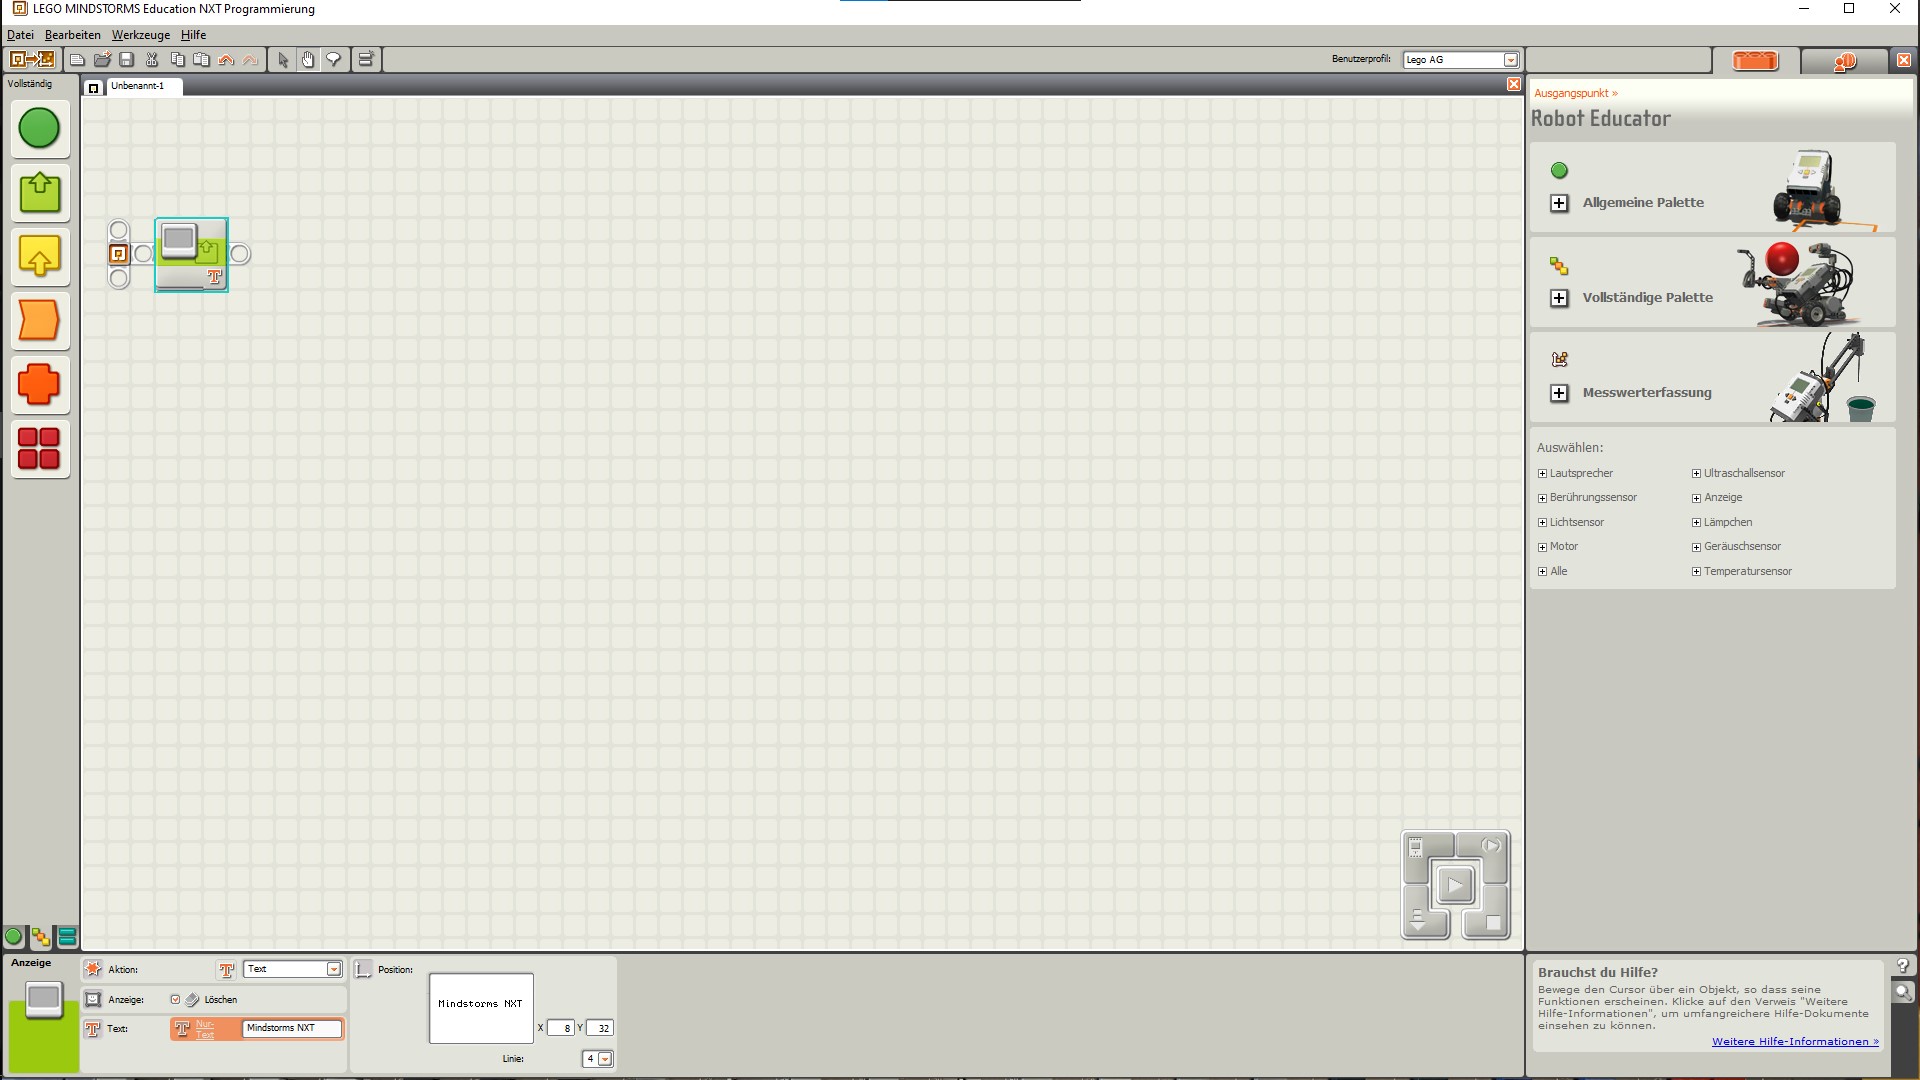 LEGO MINDSTORMS Education NXT Programmierung
Datei Bearbeiten Werkzeuge Hilfe
Benutzerprofil: Lego AG
Vollständig
Unbenannt-1
Ausgangspunkt »
Robot Educator
Allgemeine Palette
Vollständige Palette
Messwerterfassung
Auswählen:
Lautsprecher Ultraschallsensor
Berührungssensor Anzeige
Lichtsensor Lämpchen
Motor Geräuschsensor
Alle Temperatursensor
Anzeige
Aktion: T Text
Anzeige: Löschen
T Text: T Nur-
Text
Mindstorms NXT
Position:
Mindstorms NXT
X 8 Y 32
Linie: 4
Brauchst du Hilfe?
Bewege den Cursor über ein Objekt, so dass seine
Funktionen erscheinen. Klicke auf den Verweis "Weitere
Hilfe-Informationen", um umfangreichere Hilfe-Dokumente
einsehen zu können.
Weitere Hilfe-Informationen »